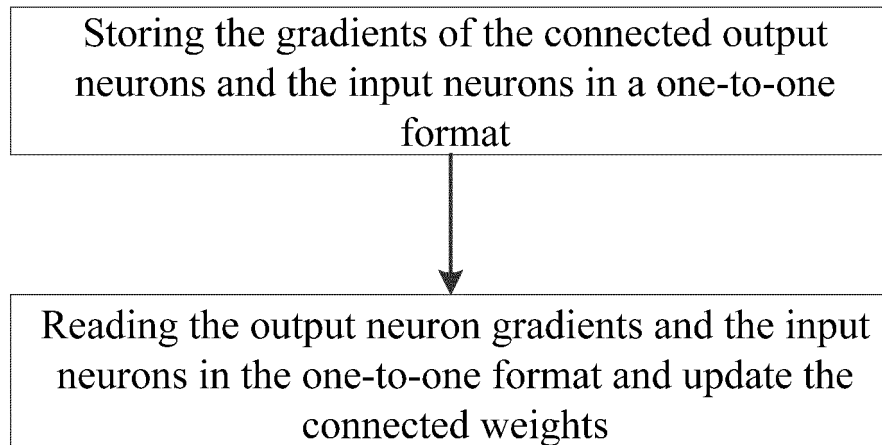 Storing the gradients of the connected output
neurons and the input neurons in a one-to-one
format
Reading the output neuron gradients and the input
neurons in the one-to-one format and update the
connected weights